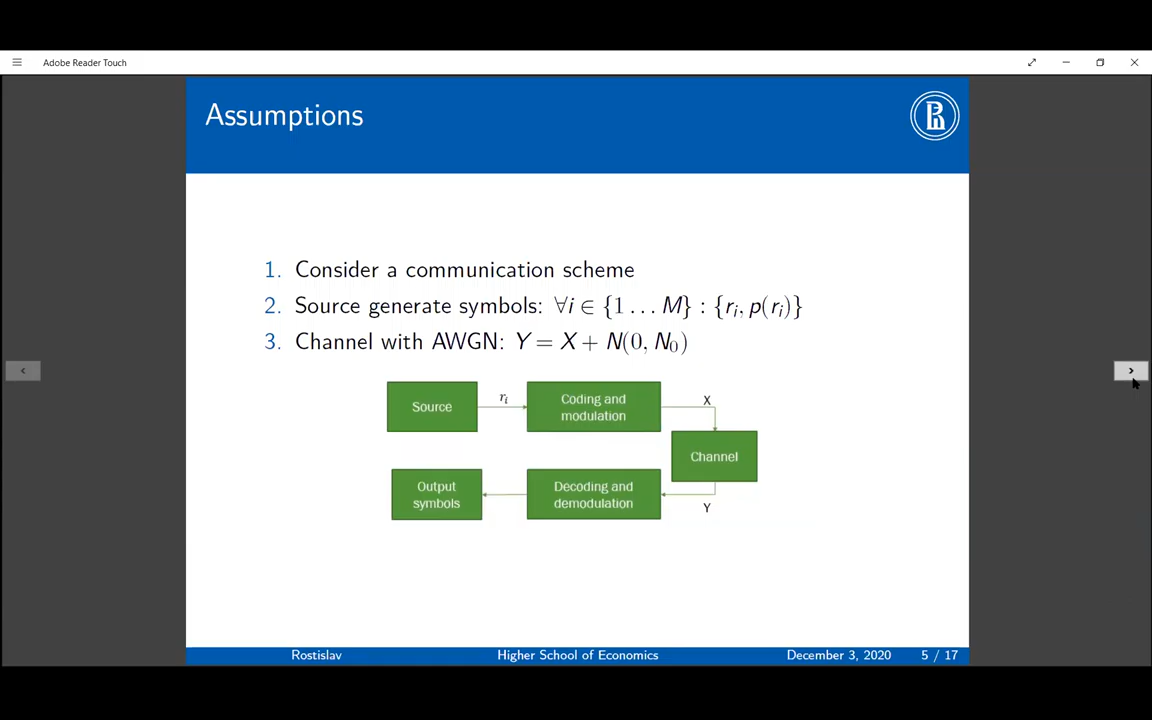 Adobe Reader Touch
Assumptions
1. Consider a communication scheme
2. Source generate symbols: ∀i ∈ {1 … M} : {rᵢ, p(rᵢ)}
3. Channel with AWGN: Y = X + N(0, N₀)
Source
rᵢ
Coding and
modulation
X
Channel
Output
symbols
Decoding and
demodulation
Y
Rostislav Higher School of Economics December 3, 2020 5 / 17